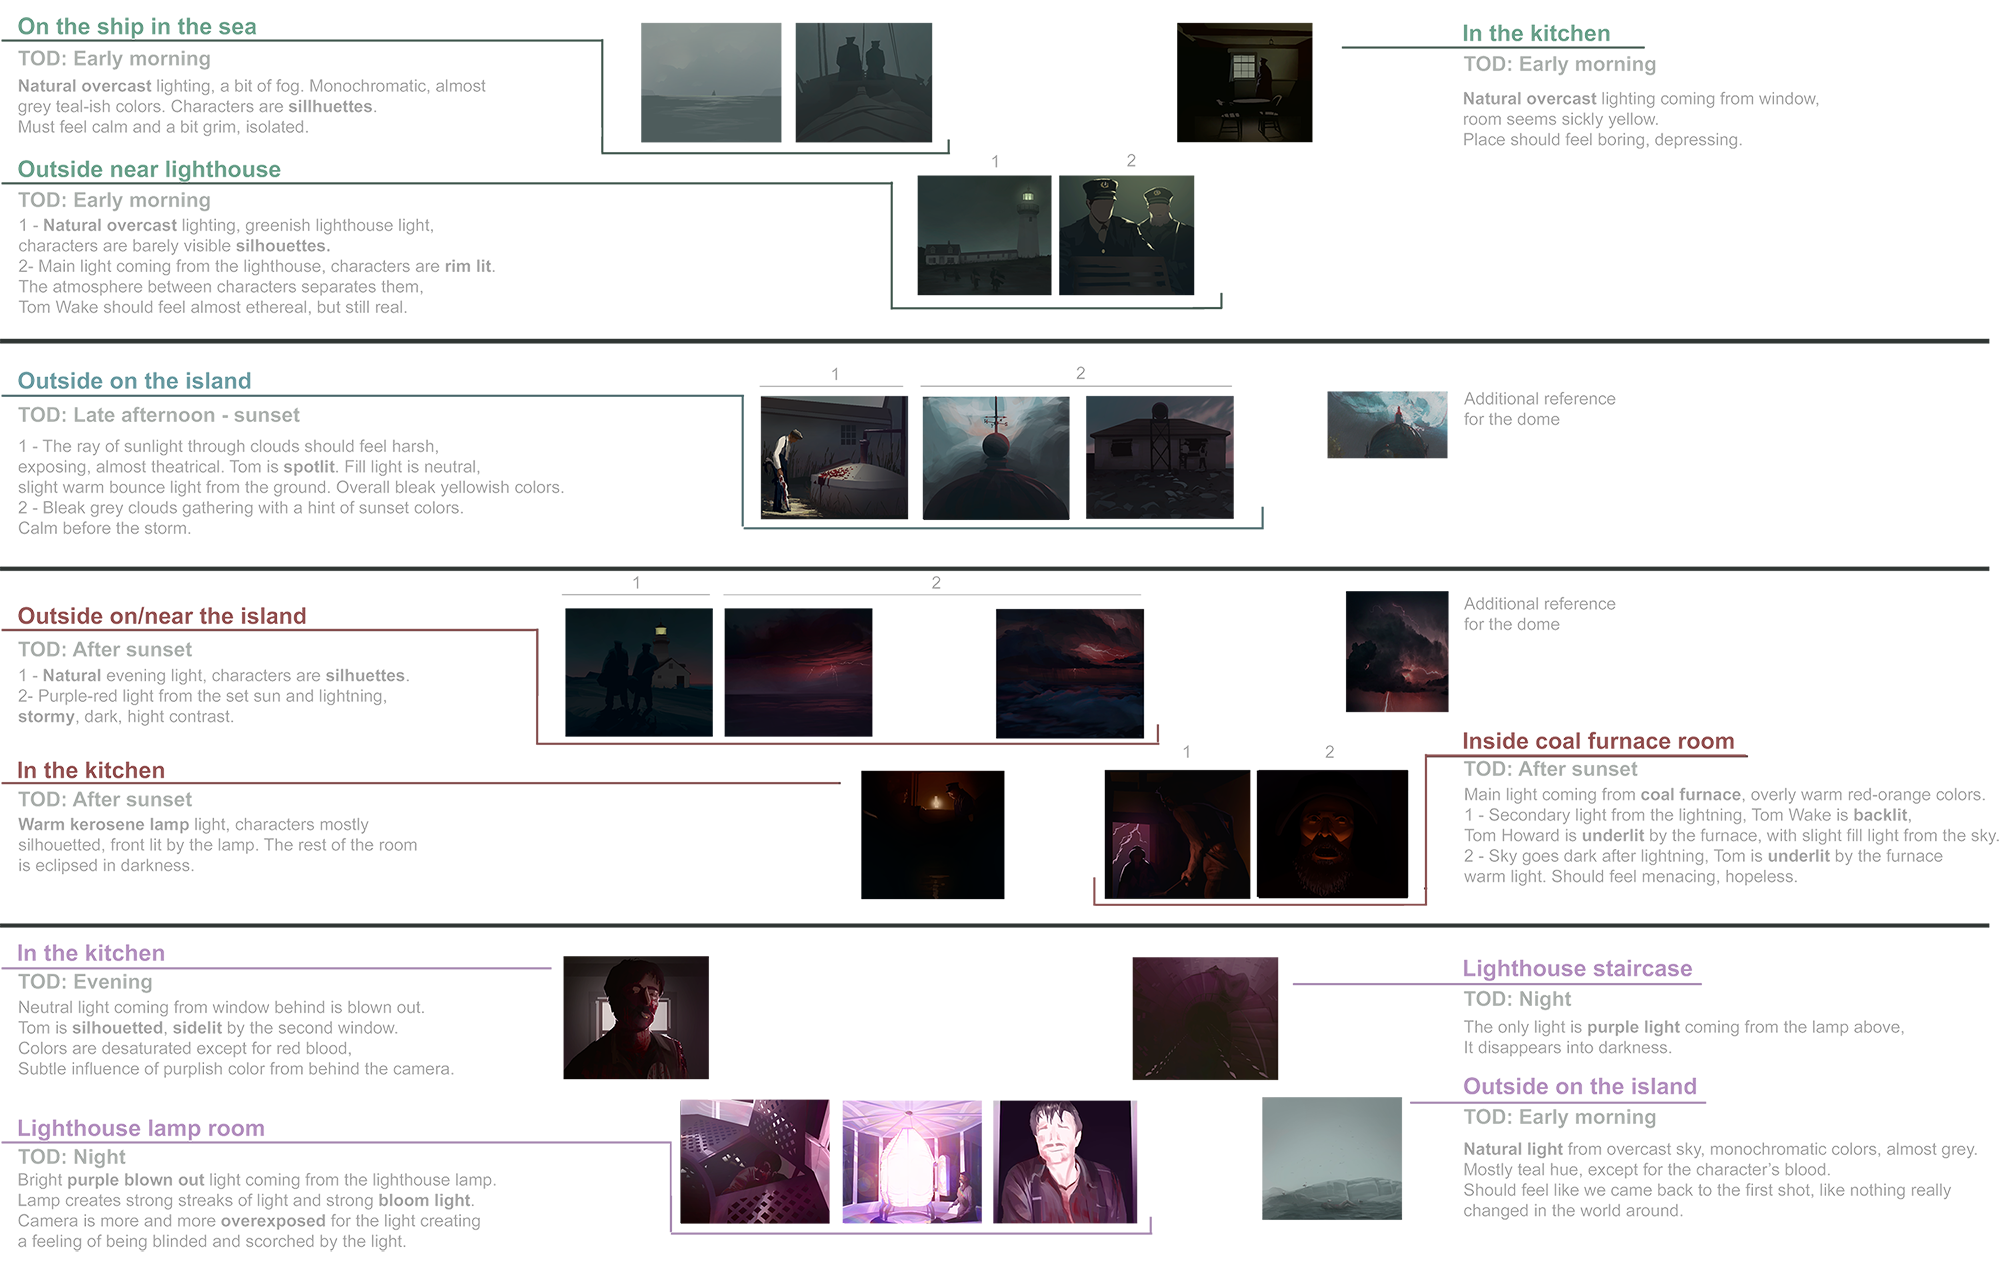 On the ship in the sea
TOD: Early morning
Natural overcast lighting, a bit of fog. Monochromatic, almost
grey teal-ish colors. Characters are sillhuettes.
Must feel calm and a bit grim, isolated.
In the kitchen
TOD: Early morning
Natural overcast lighting coming from window,
room seems sickly yellow.
Place should feel boring, depressing.
Outside near lighthouse
TOD: Early morning
1 - Natural overcast lighting, greenish lighthouse light,
characters are barely visible silhouettes.
2- Main light coming from the lighthouse, characters are rim lit.
The atmosphere between characters separates them,
Tom Wake should feel almost ethereal, but still real.
1
2
Outside on the island
TOD: Late afternoon - sunset
1 - The ray of sunlight through clouds should feel harsh,
exposing, almost theatrical. Tom is spotlit. Fill light is neutral,
slight warm bounce light from the ground. Overall bleak yellowish colors.
2 - Bleak grey clouds gathering with a hint of sunset colors.
Calm before the storm.
1
2
Additional reference
for the dome
Outside on/near the island
TOD: After sunset
1 - Natural evening light, characters are silhuettes.
2- Purple-red light from the set sun and lightning,
stormy, dark, hight contrast.
1
2
Additional reference
for the dome
In the kitchen
TOD: After sunset
Warm kerosene lamp light, characters mostly
silhouetted, front lit by the lamp. The rest of the room
is eclipsed in darkness.
1
2
Inside coal furnace room
TOD: After sunset
Main light coming from coal furnace, overly warm red-orange colors.
1 - Secondary light from the lightning, Tom Wake is backlit,
Tom Howard is underlit by the furnace, with slight fill light from the sky.
2 - Sky goes dark after lightning, Tom is underlit by the furnace
warm light. Should feel menacing, hopeless.
In the kitchen
TOD: Evening
Neutral light coming from window behind is blown out.
Tom is silhouetted, sidelit by the second window.
Colors are desaturated except for red blood,
Subtle influence of purplish color from behind the camera.
Lighthouse staircase
TOD: Night
The only light is purple light coming from the lamp above,
It disappears into darkness.
Lighthouse lamp room
TOD: Night
Bright purple blown out light coming from the lighthouse lamp.
Lamp creates strong streaks of light and strong bloom light.
Camera is more and more overexposed for the light creating
a feeling of being blinded and scorched by the light.
Outside on the island
TOD: Early morning
Natural light from overcast sky, monochromatic colors, almost grey.
Mostly teal hue, except for the character's blood.
Should feel like we came back to the first shot, like nothing really
changed in the world around.